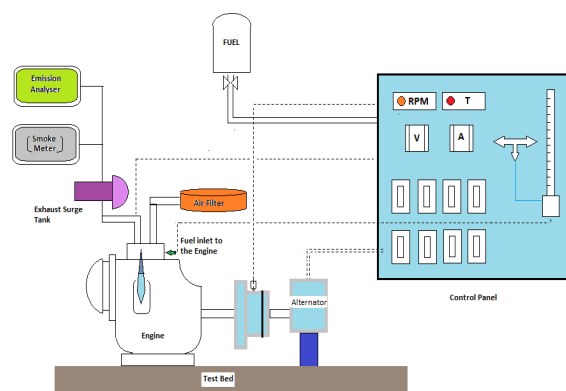 FUEL
Emission
Analyser
Smoke
Meter
RPM
T
V
A
Exhaust Surge
Tank
Air Filter
Fuel inlet to
the Engine
Alternator
Control Panel
Engine
Test Bed